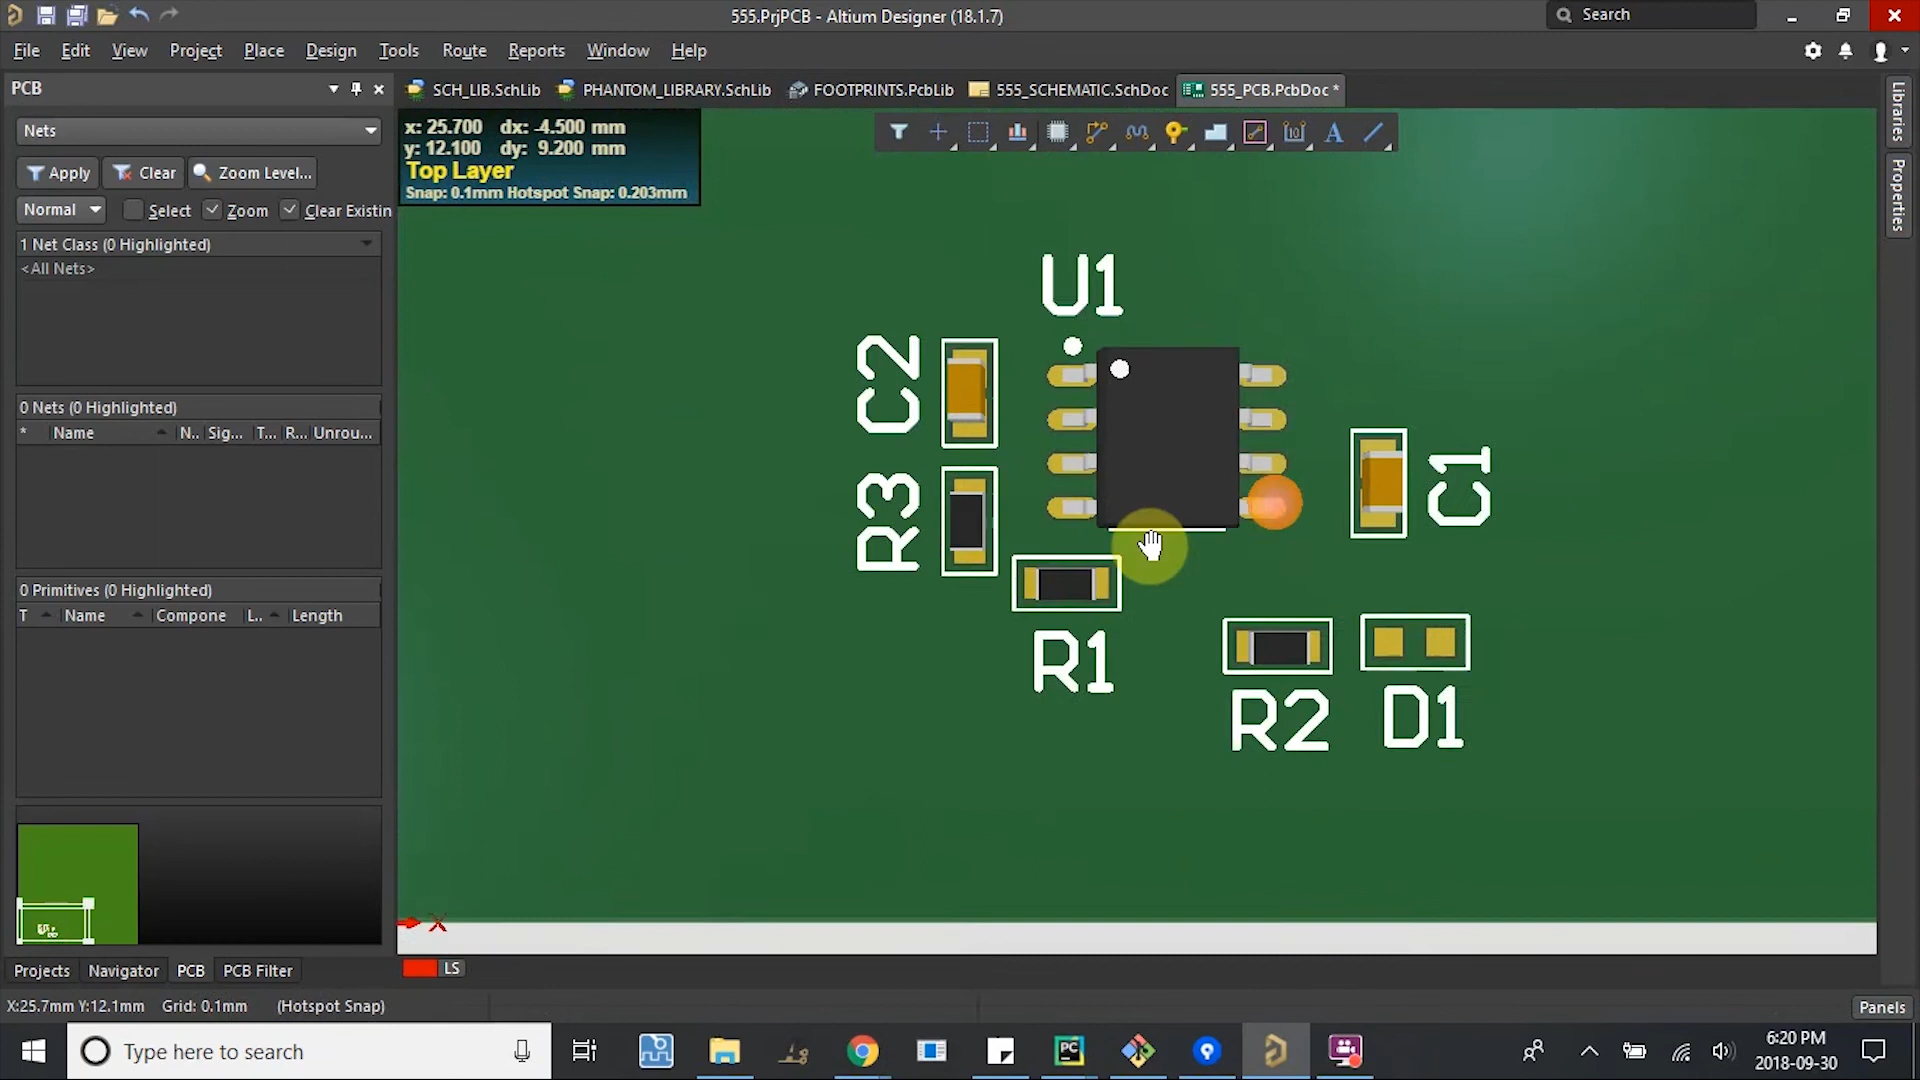 555.PrjPCB - Altium Designer (18.1.7)
Search
File Edit View Project Place Design Tools Route Reports Window Help
PCB
SCH_LIB.SchLib PHANTOM_LIBRARY.SchLib FOOTPRINTS.PcbLib 555_SCHEMATIC.SchDoc 555_PCB.PcbDoc *
Libraries
Properties
Nets
Apply Clear Zoom Level...
Normal Select Zoom Clear Existin
1 Net Class (0 Highlighted)
<All Nets>
0 Nets (0 Highlighted)
* Name N.. Sig... T... R... Unrou...
0 Primitives (0 Highlighted)
T Name Compone L.. Length
x: 25.700 dx: -4.500 mm
y: 12.100 dy: 9.200 mm
Top Layer
Snap: 0.1mm Hotspot Snap: 0.203mm
U1
C2
R3
C1
R1
R2
D1
X
Projects Navigator PCB PCB Filter
LS
X:25.7mm Y:12.1mm Grid: 0.1mm (Hotspot Snap)
Panels
Type here to search
PC
6:20 PM
2018-09-30